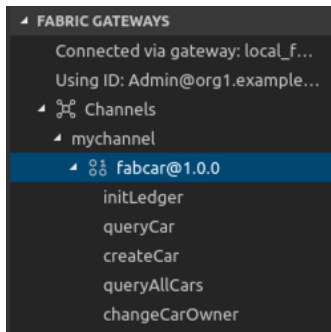 FABRIC GATEWAYS
Connected via gateway: local_f...
Using ID: Admin@org1.example...
Channels
mychannel
fabcar@1.0.0
initLedger
queryCar
createCar
queryAllCars
changeCarOwner